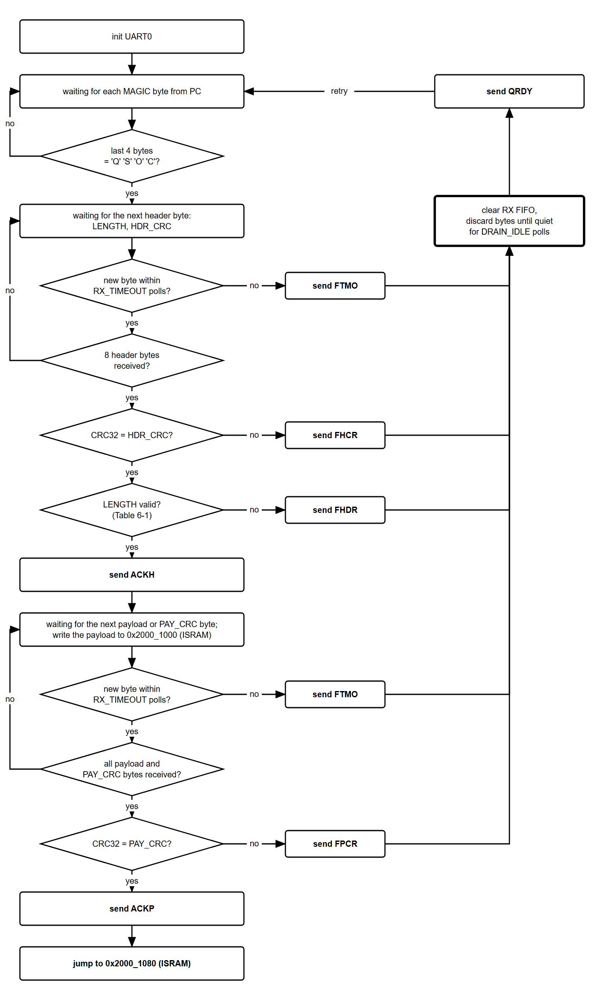 init UART0
waiting for each MAGIC byte from PC
retry
send QRDY
no
last 4 bytes
= 'Q' 'S' 'O' 'C'?
yes
waiting for the next header byte:
LENGTH, HDR_CRC
clear RX FIFO,
discard bytes until quiet
for DRAIN_IDLE polls
no
new byte within
RX_TIMEOUT polls?
no
send FTMO
yes
8 header bytes
received?
yes
CRC32 = HDR_CRC?
no
send FHCR
yes
LENGTH valid?
(Table 6-1)
no
send FHDR
yes
send ACKH
waiting for the next payload or PAY_CRC byte;
write the payload to 0x2000_1000 (ISRAM)
no
new byte within
RX_TIMEOUT polls?
no
send FTMO
yes
all payload and
PAY_CRC bytes received?
yes
CRC32 = PAY_CRC?
no
send FPCR
yes
send ACKP
jump to 0x2000_1080 (ISRAM)